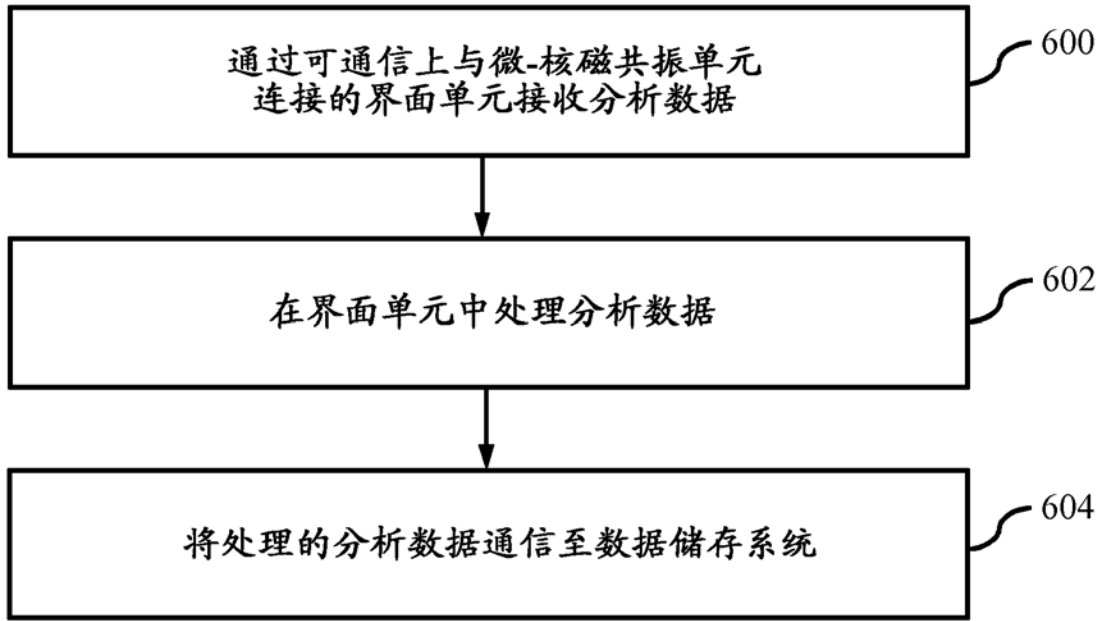 通过可通信上与微-核磁共振单元
连接的界面单元接收分析数据
600
在界面单元中处理分析数据
602
将处理的分析数据通信至数据储存系统
604